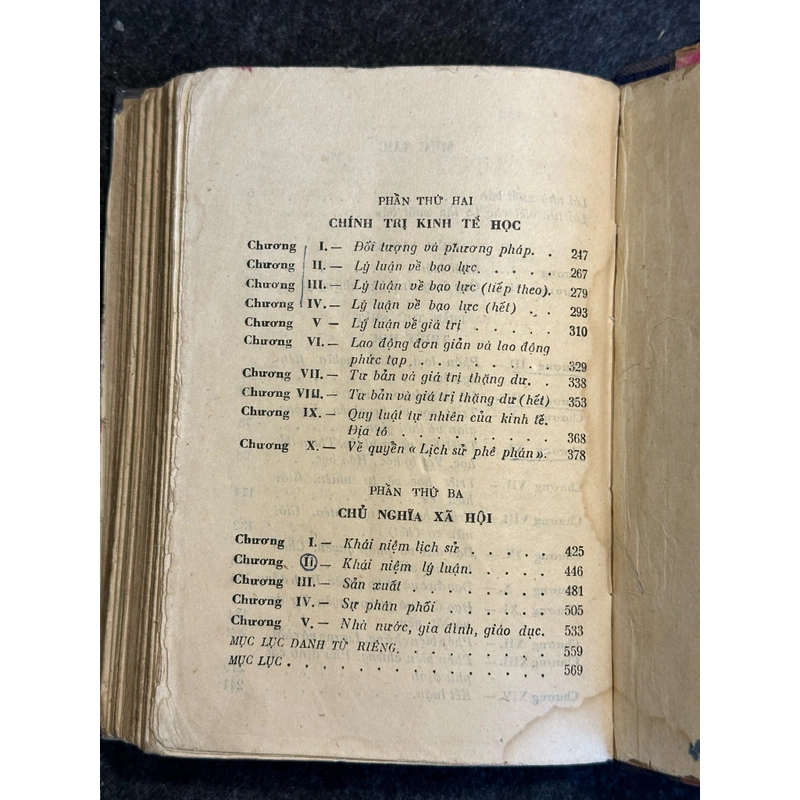 PHẦN THỨ HAI
CHÍNH TRỊ KINH TẾ HỌC
Chương I. — Đối tượng và phương pháp. . 247
Chương II. — Lý luận về bạo lực. . . . . 267
Chương III. — Lý luận về bạo lực (tiếp theo). 279
Chương IV. — Lý luận về bạo lực (hết) . . 293
Chương V — Lý luận về giá trị . . . . . 310
Chương VI. — Lao động đơn giản và lao động
phức tạp. . . . . . . . . . 329
Chương VII. — Tư bản và giá trị thặng dư. . 338
Chương VIII. — Tư bản và giá trị thặng dư (hết) 353
Chương IX. — Quy luật tự nhiên của kinh tế.
Địa tô . . . . . . . . . . 368
Chương X. — Về quyển « Lịch sử phê phán». 378
PHẦN THỨ BA
CHỦ NGHĨA XÃ HỘI
Chương I. — Khái niệm lịch sử . . . . . 425
Chương II — Khái niệm lý luận. . . . . 446
Chương III. — Sản xuất . . . . . . . . 481
Chương IV. — Sự phân phối . . . . . . 505
Chương V. — Nhà nước, gia đình, giáo dục. 533
MỤC LỤC DANH TỪ RIÊNG. . . . . . . . 559
MỤC LỤC . . . . . . . . . . . . . 569